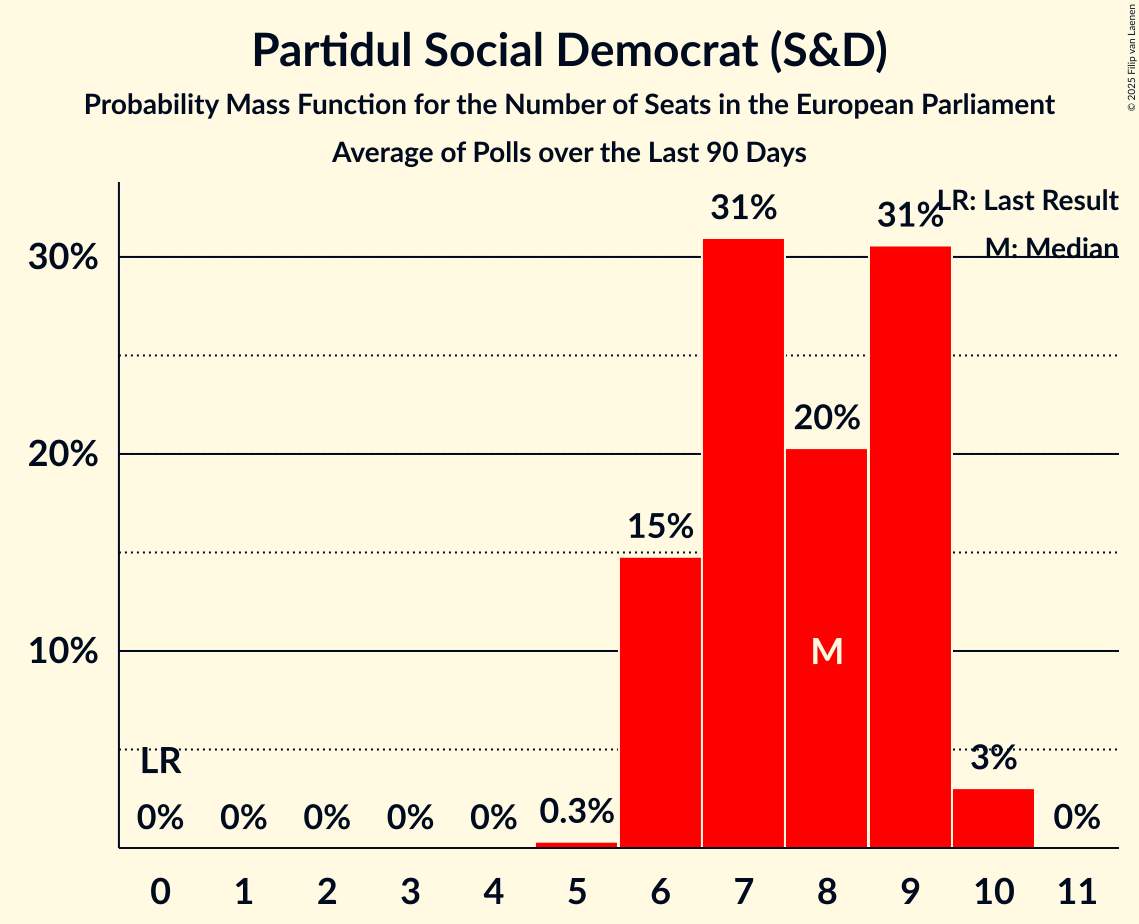 Partidul Social Democrat (S&D)
Probability Mass Function for the Number of Seats in the European Parliament
Average of Polls over the Last 90 Days
© 2025 Filip van Laenen
LR: Last Result
M: Median
30%
20%
10%
LR
0%
0%
0%
0%
0%
0.3%
15%
31%
20%
31%
3%
0%
M
0 1 2 3 4 5 6 7 8 9 10 11